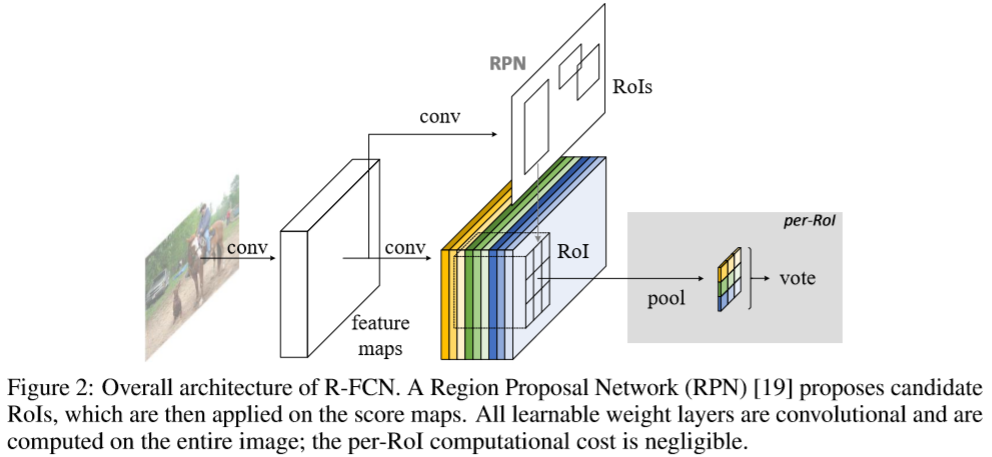 RPN
RoIs
conv
conv
conv
feature
maps
RoI
per-RoI
pool
vote
Figure 2: Overall architecture of R-FCN. A Region Proposal Network (RPN) [19] proposes candidate
RoIs, which are then applied on the score maps. All learnable weight layers are convolutional and are
computed on the entire image; the per-RoI computational cost is negligible.